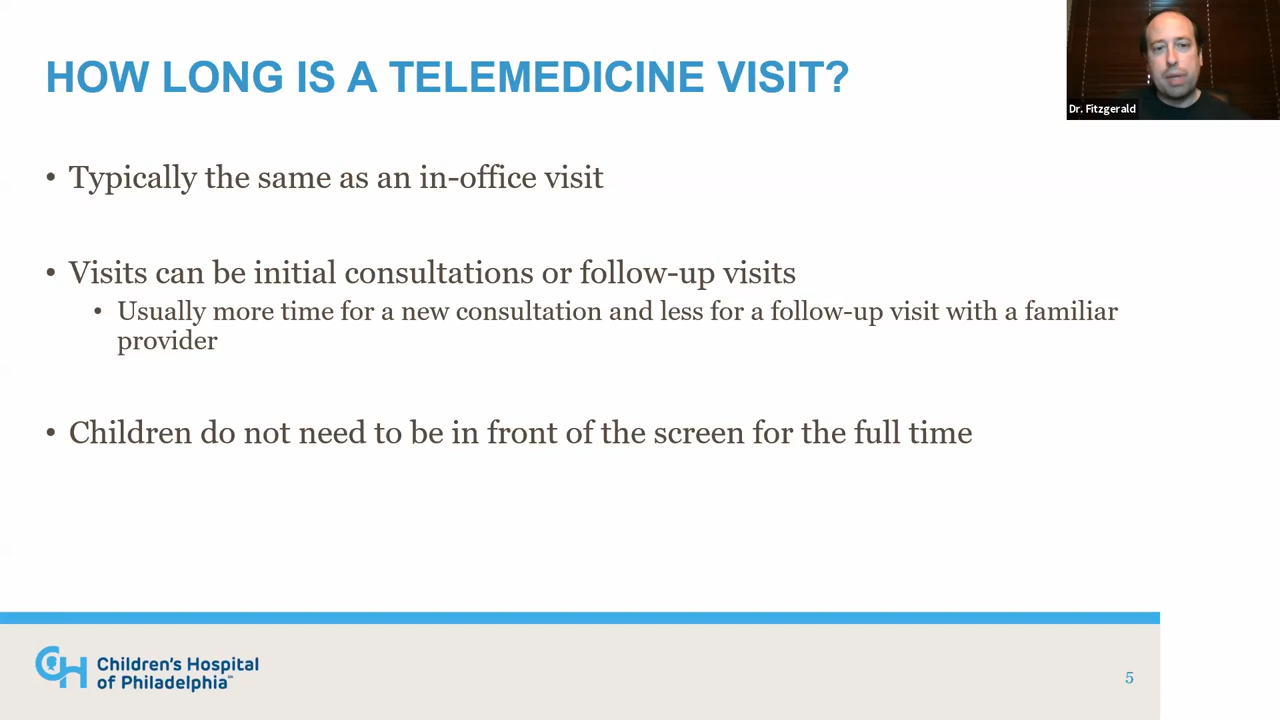 HOW LONG IS A TELEMEDICINE VISIT?
Dr. Fitzgerald
• Typically the same as an in-office visit
• Visits can be initial consultations or follow-up visits
• Usually more time for a new consultation and less for a follow-up visit with a familiar
provider
• Children do not need to be in front of the screen for the full time
CH Children's Hospital
of Philadelphia℠
5